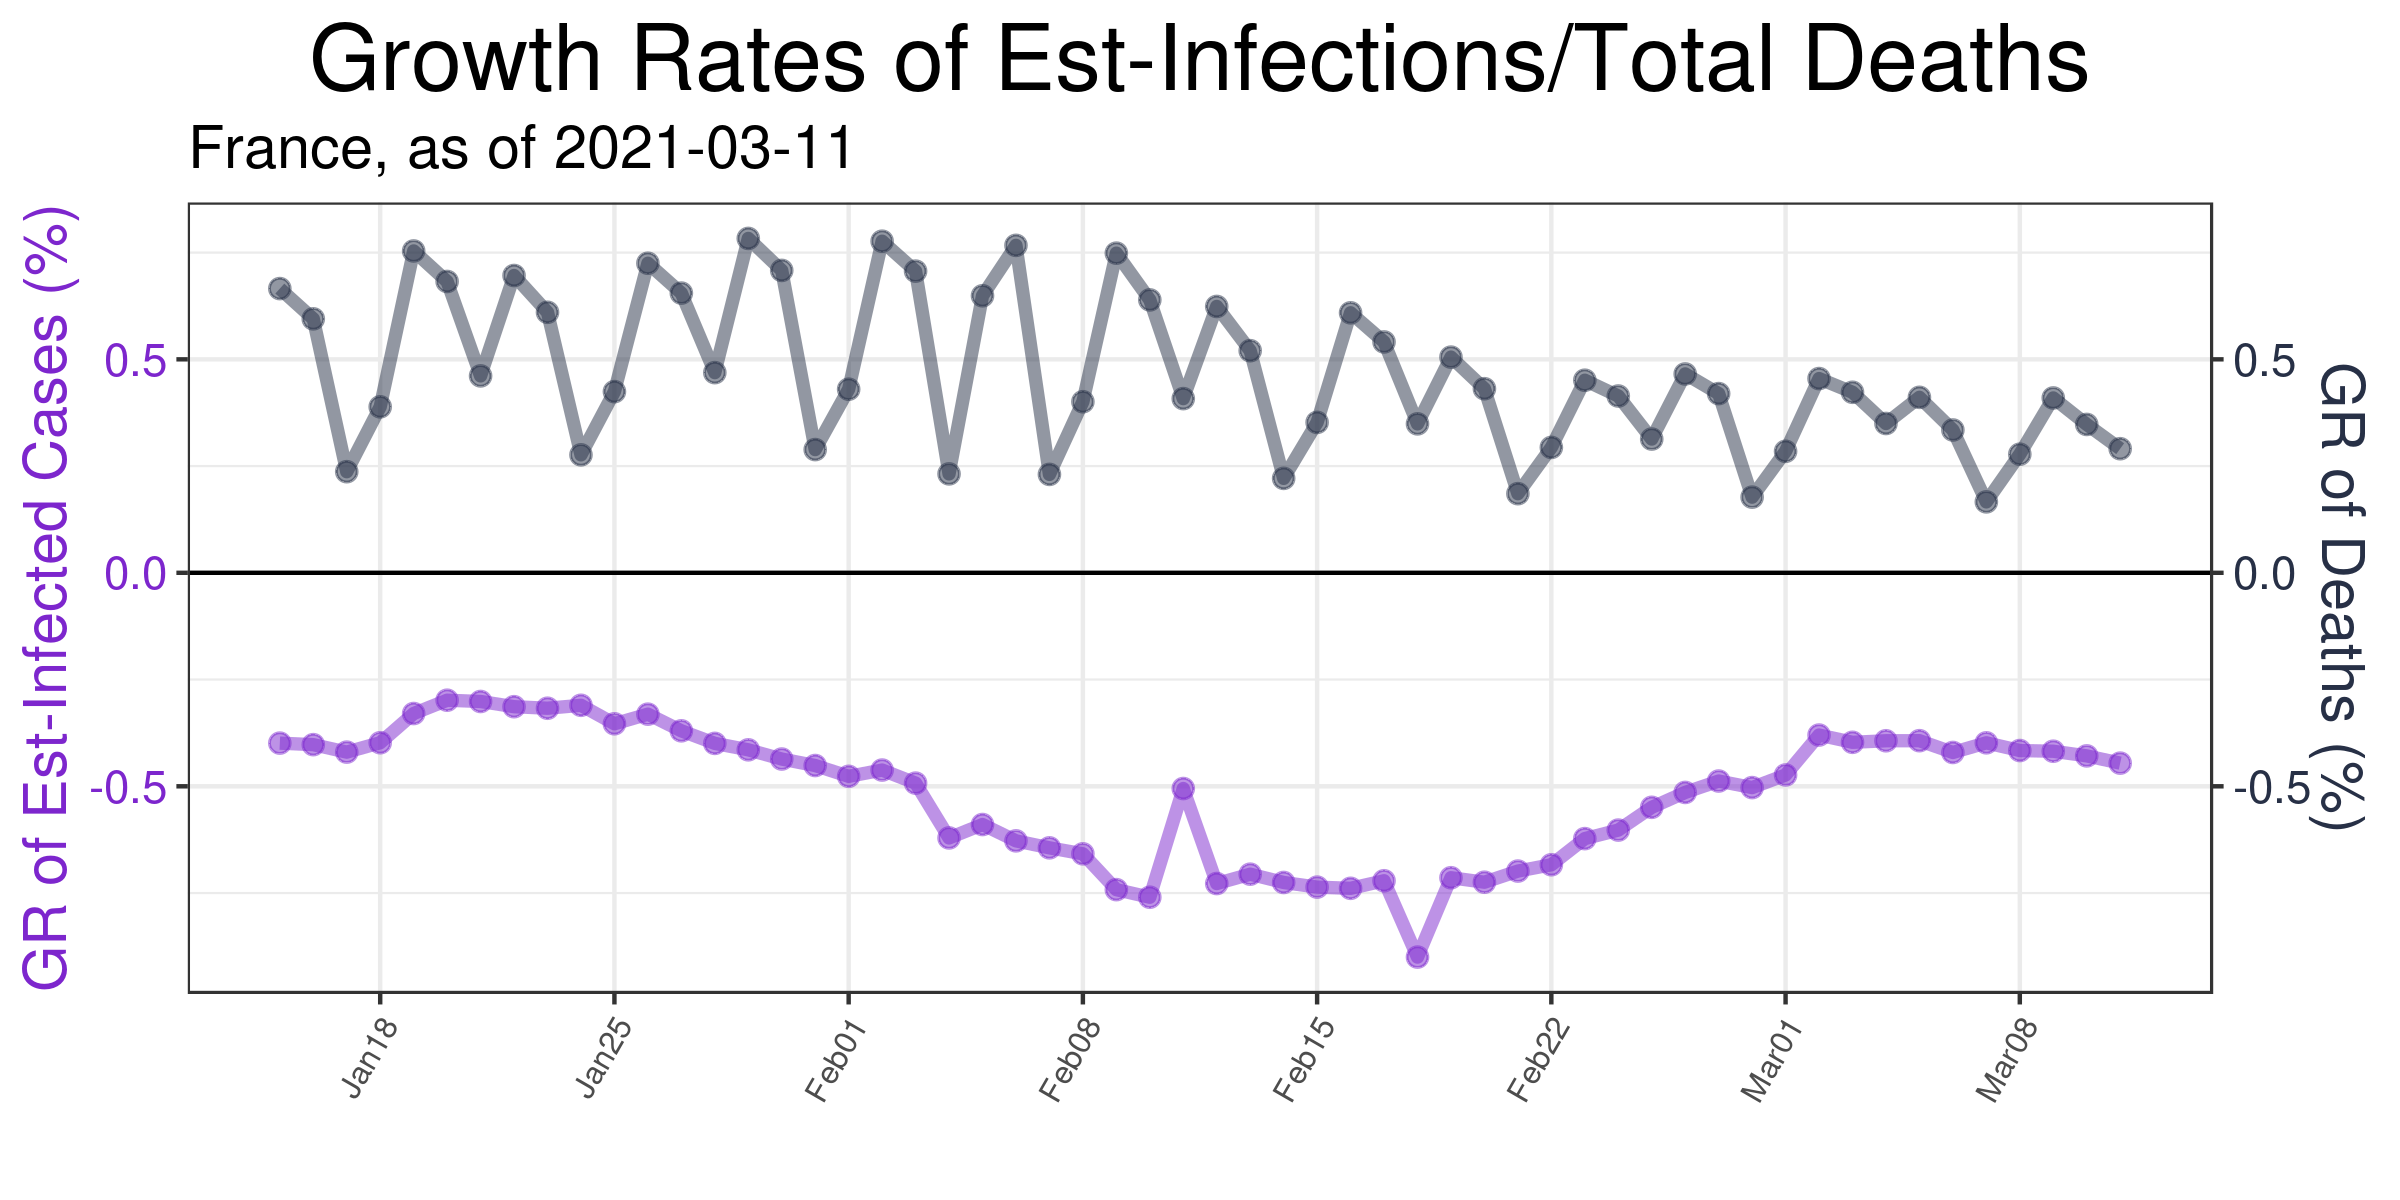 Growth Rates of Est-Infections/Total Deaths
France, as of 2021-03-11
GR of Est-Infected Cases (%)
0.5
0.0
-0.5
0.5
0.0
-0.5
GR of Deaths (%)
Jan18
Jan25
Feb01
Feb08
Feb15
Feb22
Mar01
Mar08